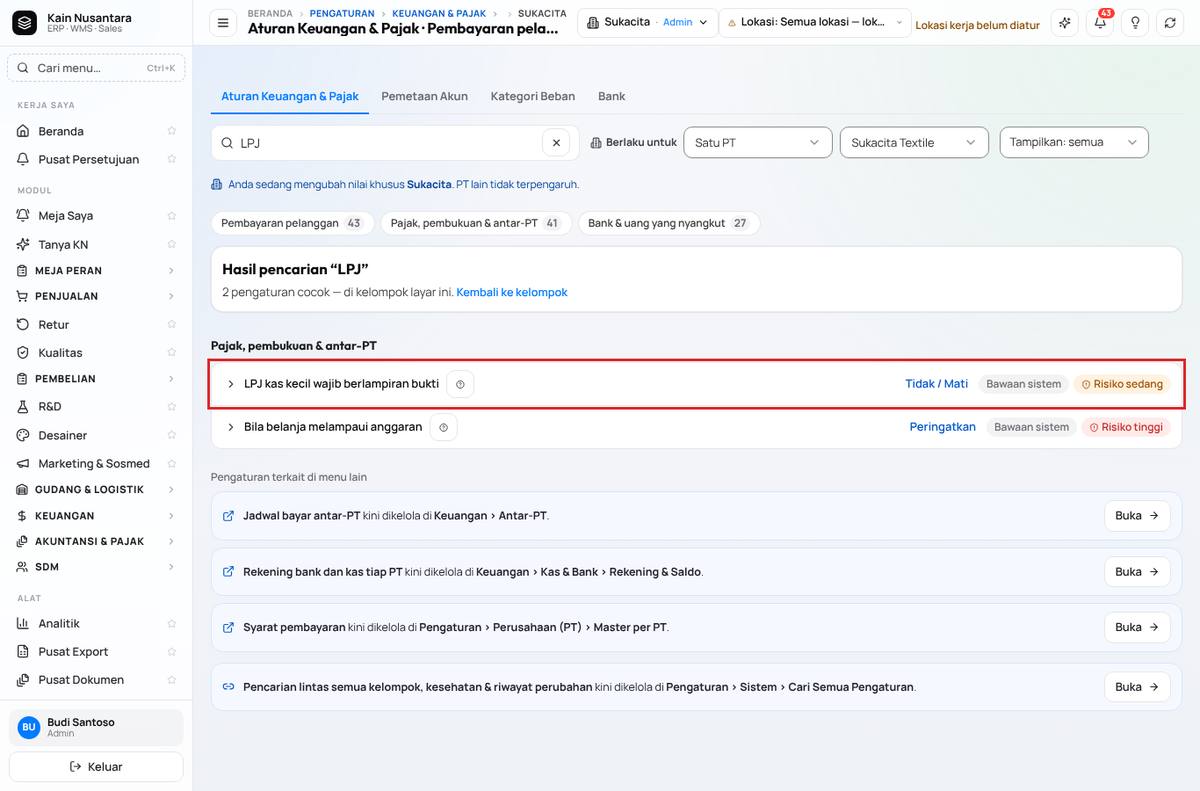 Kain Nusantara
ERP · WMS · Sales
Cari menu... Ctrl+K
KERJA SAYA
Beranda
Pusat Persetujuan
MODUL
Meja Saya
Tanya KN
MEJA PERAN
PENJUALAN
Retur
Kualitas
PEMBELIAN
R&D
Desainer
Marketing & Sosmed
GUDANG & LOGISTIK
KEUANGAN
AKUNTANSI & PAJAK
SDM
ALAT
Analitik
Pusat Export
Pusat Dokumen
BU Budi Santoso
Admin
Keluar
BERANDA › PENGATURAN › KEUANGAN & PAJAK › › SUKACITA
Aturan Keuangan & Pajak · Pembayaran pela...
Sukacita · Admin
Lokasi: Semua lokasi — lok...
Lokasi kerja belum diatur
43
Aturan Keuangan & Pajak Pemetaan Akun Kategori Beban Bank
LPJ
Berlaku untuk Satu PT Sukacita Textile Tampilkan: semua
Anda sedang mengubah nilai khusus Sukacita. PT lain tidak terpengaruh.
Pembayaran pelanggan 43 Pajak, pembukuan & antar-PT 41 Bank & uang yang nyangkut 27
Hasil pencarian “LPJ”
2 pengaturan cocok — di kelompok layar ini. Kembali ke kelompok
Pajak, pembukuan & antar-PT
LPJ kas kecil wajib berlampiran bukti Tidak / Mati Bawaan sistem Risiko sedang
Bila belanja melampaui anggaran Peringatkan Bawaan sistem Risiko tinggi
Pengaturan terkait di menu lain
Jadwal bayar antar-PT kini dikelola di Keuangan › Antar-PT. Buka →
Rekening bank dan kas tiap PT kini dikelola di Keuangan › Kas & Bank › Rekening & Saldo. Buka →
Syarat pembayaran kini dikelola di Pengaturan › Perusahaan (PT) › Master per PT. Buka →
Pencarian lintas semua kelompok, kesehatan & riwayat perubahan kini dikelola di Pengaturan › Sistem › Cari Semua Pengaturan. Buka →